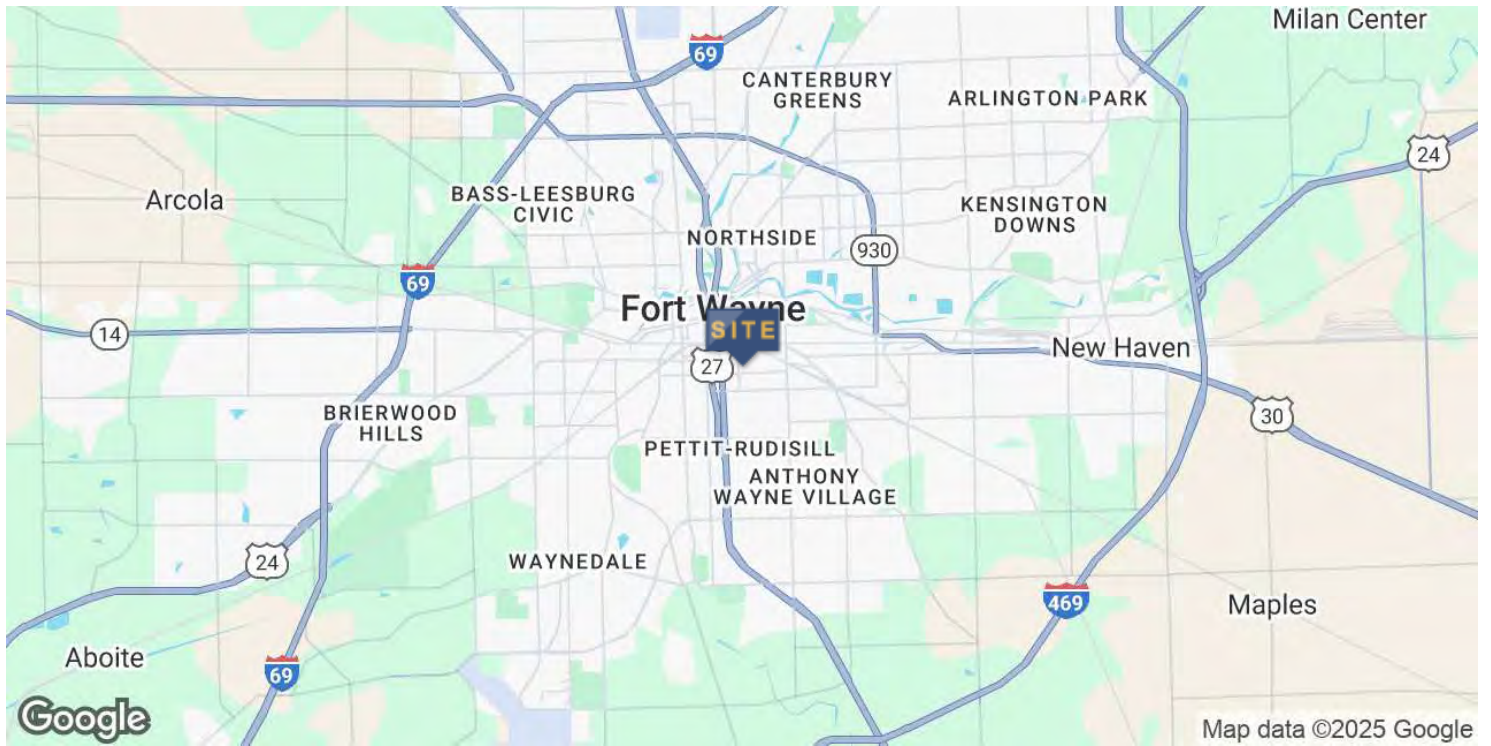 Milan Center
69
CANTERBURY
GREENS
ARLINGTON PARK
24
Arcola
BASS-LEESBURG
CIVIC
KENSINGTON
DOWNS
NORTHSIDE
930
69
Fort Wayne
SITE
14
New Haven
27
30
BRIERWOOD
HILLS
PETTIT-RUDISILL
ANTHONY
WAYNE VILLAGE
24
WAYNEDALE
469
Maples
Aboite
69
Google
Map data ©2025 Google